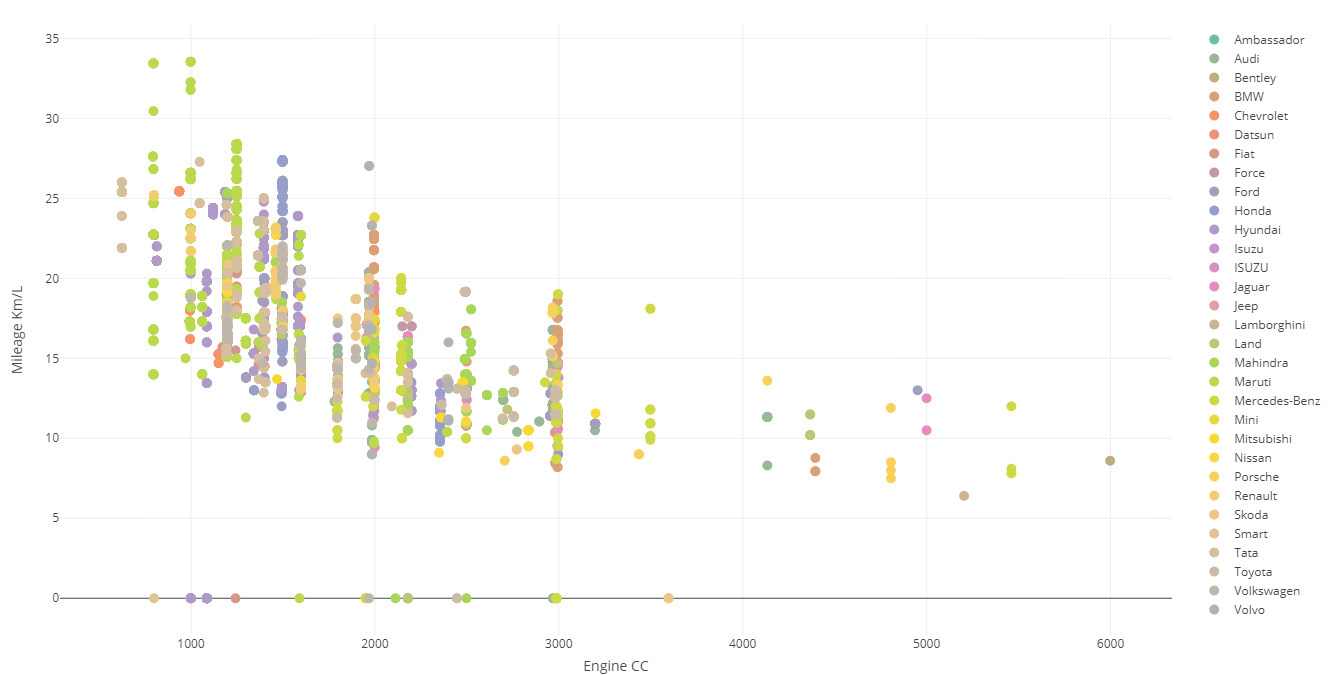 35
30
25
20
15
10
5
0
Mileage Km/L
1000 2000 3000 4000 5000 6000
Engine CC
Ambassador
Audi
Bentley
BMW
Chevrolet
Datsun
Fiat
Force
Ford
Honda
Hyundai
Isuzu
ISUZU
Jaguar
Jeep
Lamborghini
Land
Mahindra
Maruti
Mercedes-Benz
Mini
Mitsubishi
Nissan
Porsche
Renault
Skoda
Smart
Tata
Toyota
Volkswagen
Volvo